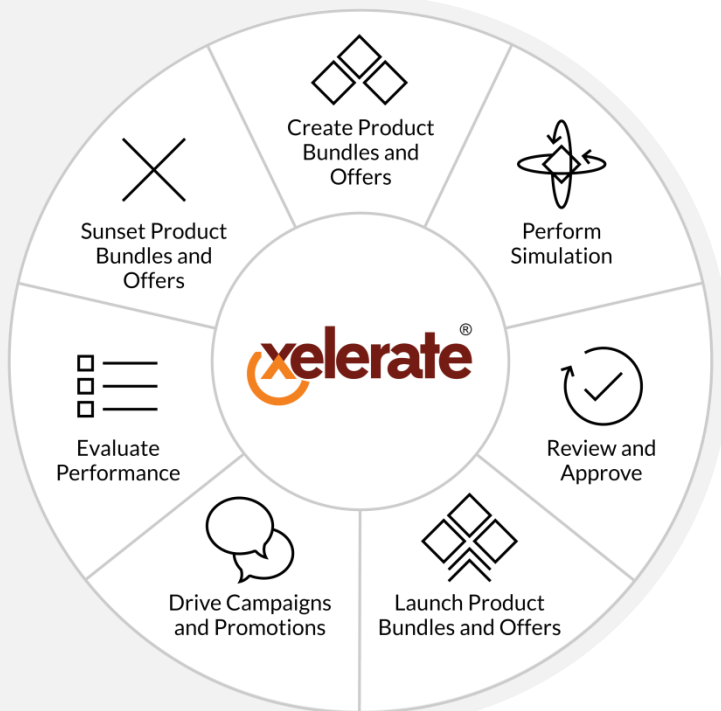 Create Product
Bundles and
Offers
Perform
Simulation
Review and
Approve
Launch Product
Bundles and Offers
Drive Campaigns
and Promotions
Evaluate
Performance
Sunset Product
Bundles and
Offers
xelerate®